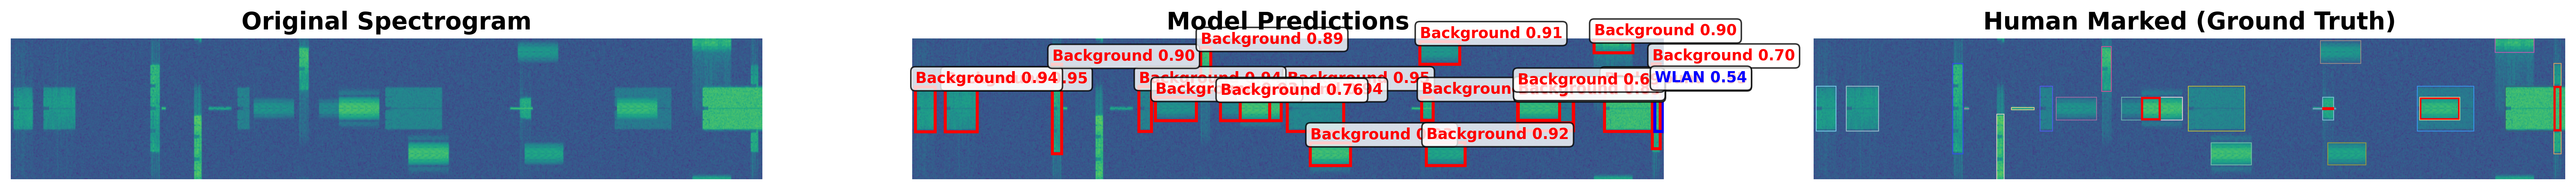 Original Spectrogram
Model Predictions
Human Marked (Ground Truth)
Background 0.90
Background 0.91
Background 0.89
Background 0.90
Background 0.70
Background 0.94
.95
Background 0.94
Background 0.95
Background 0.6
WLAN 0.54
Backgr
Background 0.76
94
Backgroun
Background
Background 0.92